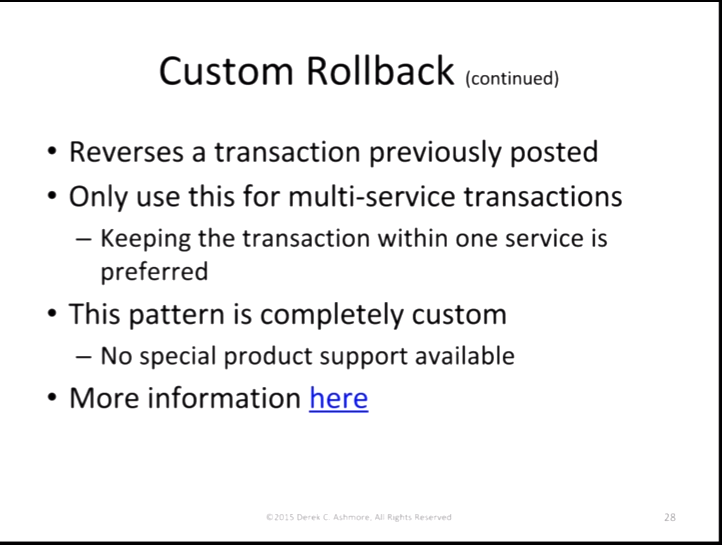 Custom Rollback (continued)
• Reverses a transaction previously posted
• Only use this for multi-service transactions
– Keeping the transaction within one service is
preferred
• This pattern is completely custom
– No special product support available
• More information here
©2015 Derek C. Ashmore, All Rights Reserved
28